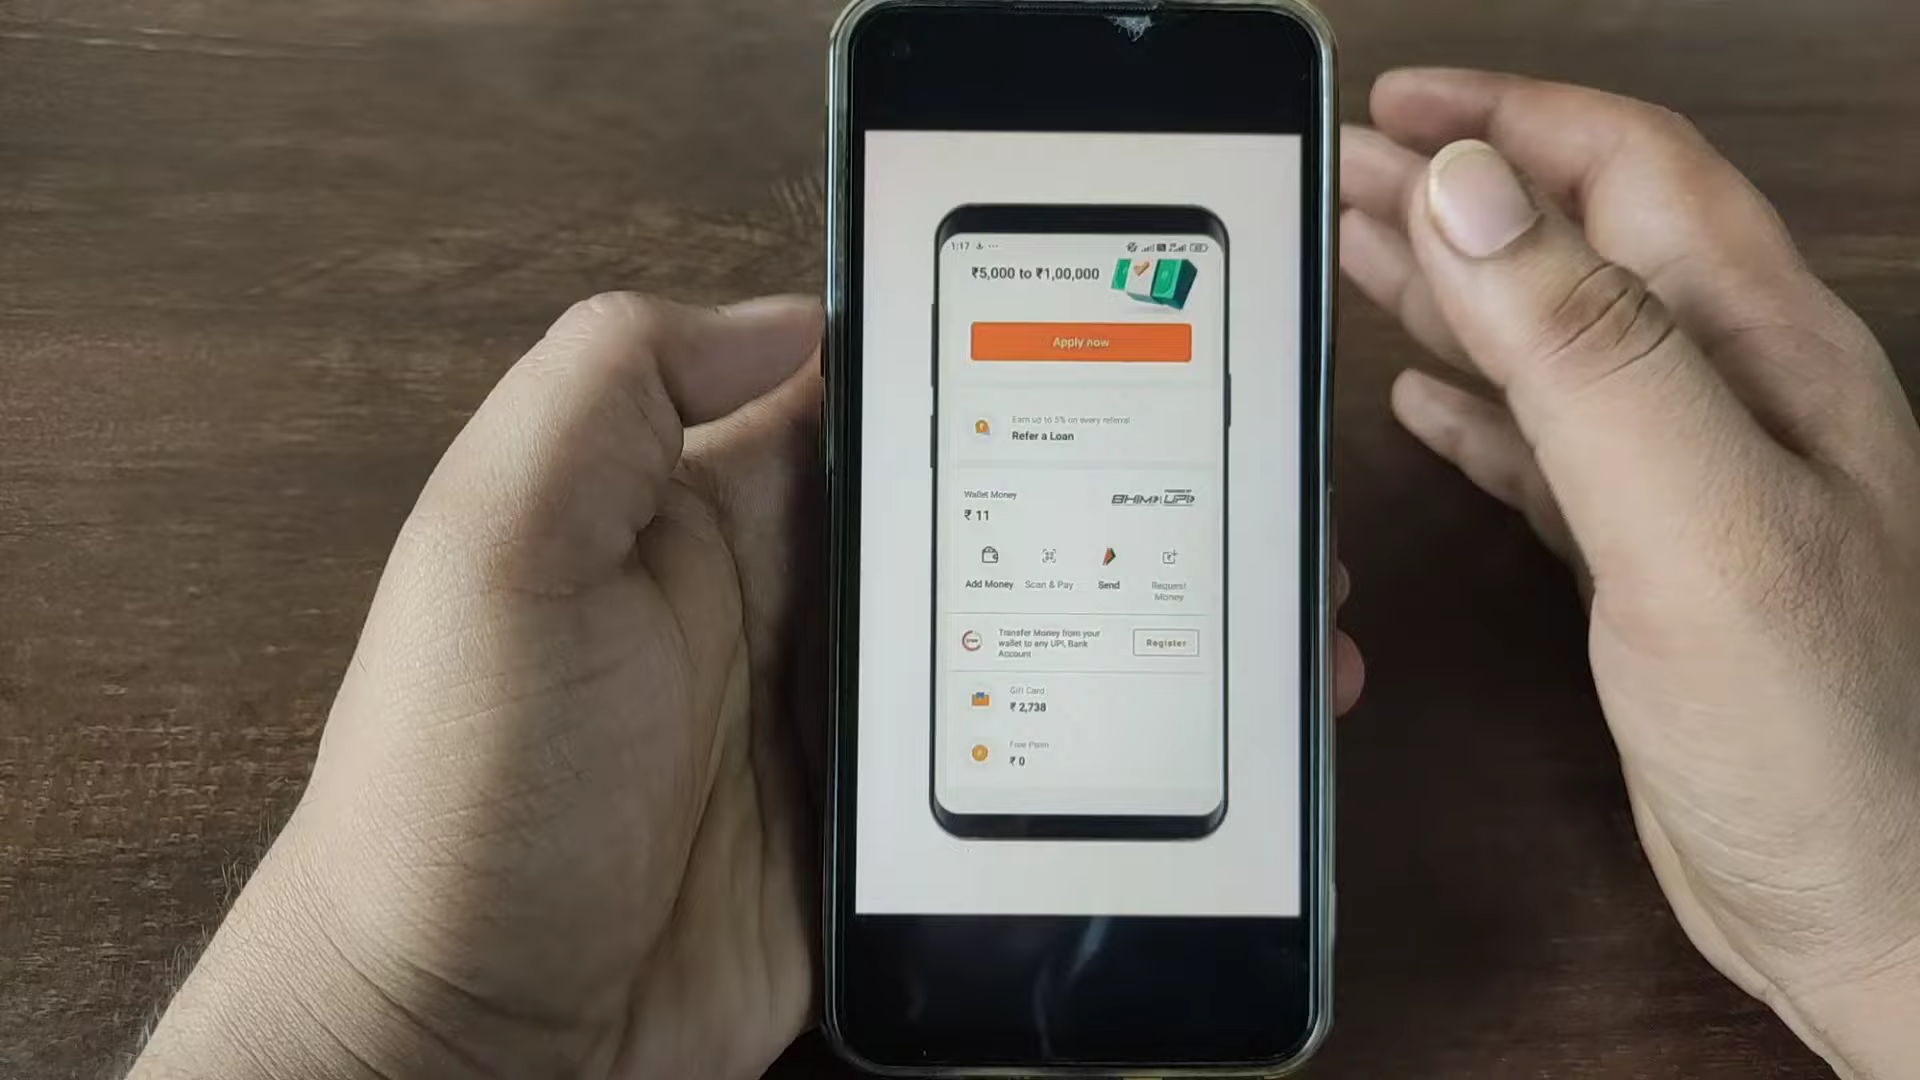 1:17
₹5,000 to ₹1,00,000
Apply now
Earn up to 5% on every referral
Refer a Loan
Wallet Money
BHIM UPI
₹ 11
Add Money
Scan & Pay
Send
Request
Money
Transfer Money from your
wallet to any UPI, Bank
Account
Register
Gift Card
₹ 2,738
₹ 0